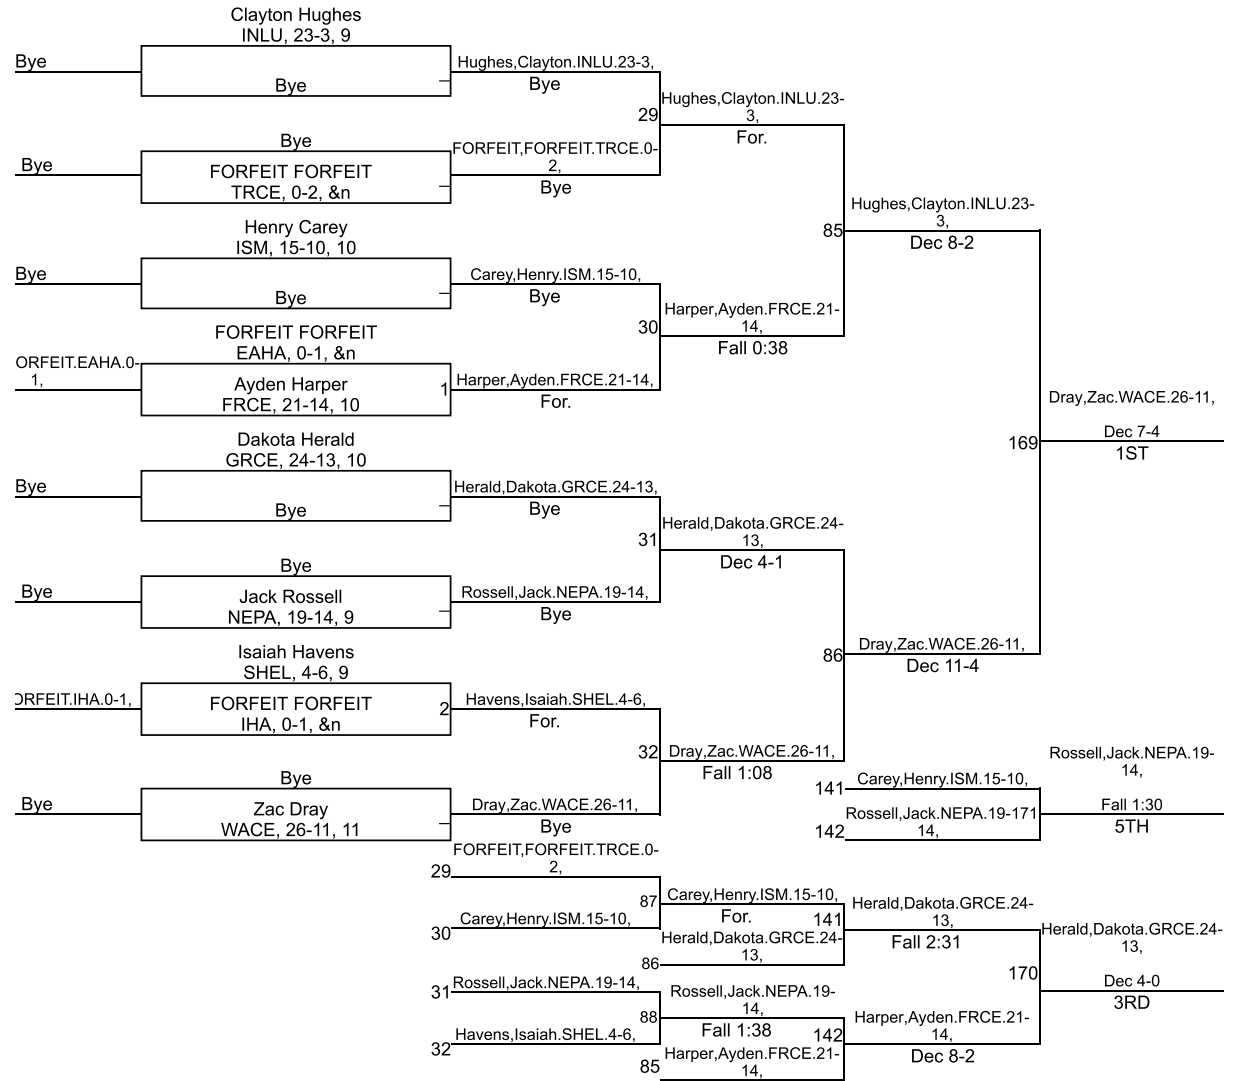 Clayton Hughes
INLU, 23-3, 9
Bye
Bye
Hughes,Clayton.INLU.23-3,
Bye
29
Hughes,Clayton.INLU.23-
3,
For.
Bye
Bye
FORFEIT FORFEIT
TRCE, 0-2, &n
FORFEIT,FORFEIT.TRCE.0-
2,
Bye
85
Hughes,Clayton.INLU.23-
3,
Dec 8-2
Henry Carey
ISM, 15-10, 10
Bye
Bye
Carey,Henry.ISM.15-10,
Bye
30
Harper,Ayden.FRCE.21-
14,
Fall 0:38
FORFEIT FORFEIT
EAHA, 0-1, &n
ORFEIT.EAHA.0-
1,
Ayden Harper
FRCE, 21-14, 10
1
Harper,Ayden.FRCE.21-14,
For.
169
Dray,Zac.WACE.26-11,
Dec 7-4
1ST
Dakota Herald
GRCE, 24-13, 10
Bye
Bye
Herald,Dakota.GRCE.24-13,
Bye
31
Herald,Dakota.GRCE.24-
13,
Dec 4-1
Bye
Bye
Jack Rossell
NEPA, 19-14, 9
Rossell,Jack.NEPA.19-14,
Bye
86
Dray,Zac.WACE.26-11,
Dec 11-4
Isaiah Havens
SHEL, 4-6, 9
ORFEIT.IHA.0-1,
FORFEIT FORFEIT
IHA, 0-1, &n
2
Havens,Isaiah.SHEL.4-6,
For.
32
Dray,Zac.WACE.26-11,
Fall 1:08
Bye
Bye
Zac Dray
WACE, 26-11, 11
Dray,Zac.WACE.26-11,
Bye
141
Carey,Henry.ISM.15-10,
142
Rossell,Jack.NEPA.19-171
14,
Rossell,Jack.NEPA.19-
14,
Fall 1:30
5TH
29
FORFEIT,FORFEIT.TRCE.0-
2,
30
Carey,Henry.ISM.15-10,
87
Carey,Henry.ISM.15-10,
For.
86
Herald,Dakota.GRCE.24-
13,
141
Herald,Dakota.GRCE.24-
13,
Fall 2:31
31
Rossell,Jack.NEPA.19-14,
32
Havens,Isaiah.SHEL.4-6,
88
Rossell,Jack.NEPA.19-
14,
Fall 1:38
85
Harper,Ayden.FRCE.21-
14,
142
Harper,Ayden.FRCE.21-
14,
Dec 8-2
170
Herald,Dakota.GRCE.24-
13,
Dec 4-0
3RD